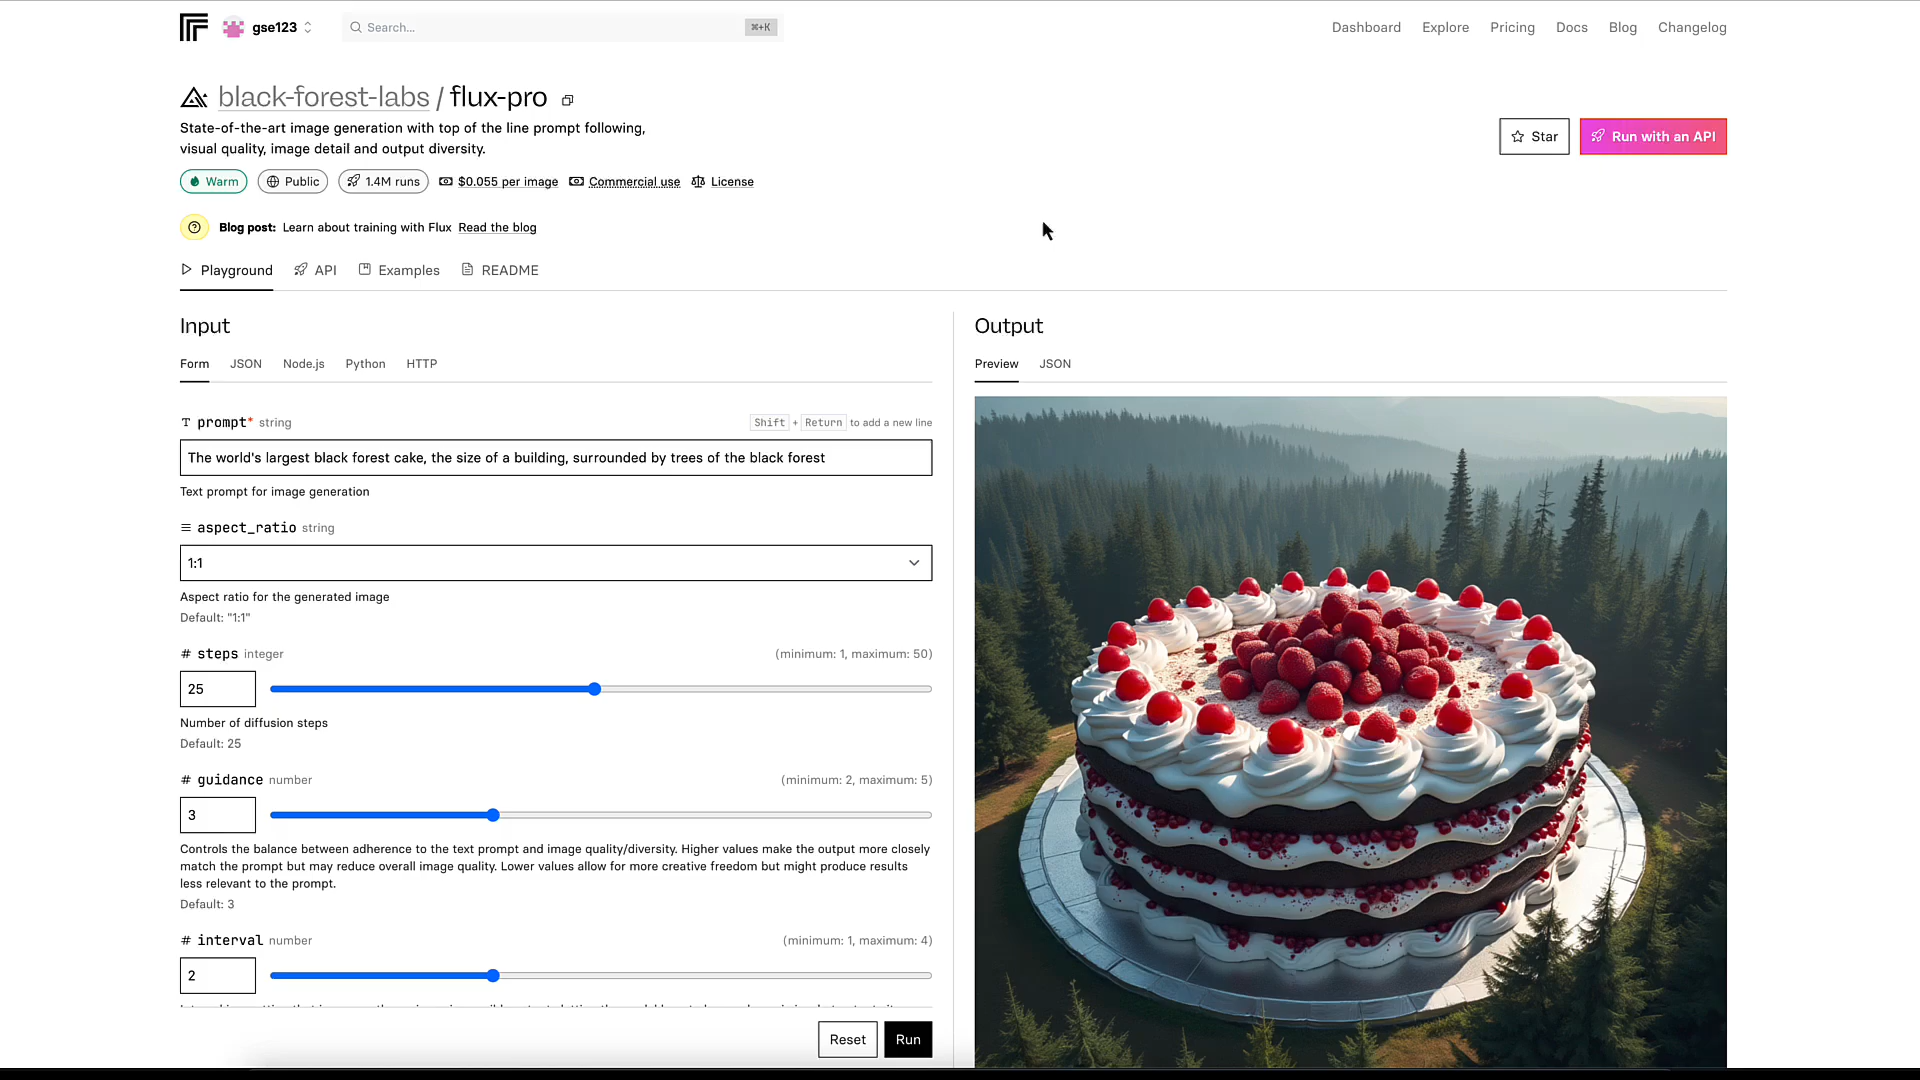 gse123
Search...
⌘+K
Dashboard
Explore
Pricing
Docs
Blog
Changelog
black-forest-labs / flux-pro
State-of-the-art image generation with top of the line prompt following,
visual quality, image detail and output diversity.
Star
Run with an API
Warm
Public
1.4M runs
$0.055 per image
Commercial use
License
Blog post: Learn about training with Flux Read the blog
Playground
API
Examples
README
Input
Form
JSON
Node.js
Python
HTTP
prompt* string
Shift + Return to add a new line
The world's largest black forest cake, the size of a building, surrounded by trees of the black forest
Text prompt for image generation
aspect_ratio string
1:1
Aspect ratio for the generated image
Default: "1:1"
# steps integer
(minimum: 1, maximum: 50)
25
Number of diffusion steps
Default: 25
# guidance number
(minimum: 2, maximum: 5)
3
Controls the balance between adherence to the text prompt and image quality/diversity. Higher values make the output more closely
match the prompt but may reduce overall image quality. Lower values allow for more creative freedom but might produce results
less relevant to the prompt.
Default: 3
# interval number
(minimum: 1, maximum: 4)
2
Reset
Run
Output
Preview
JSON